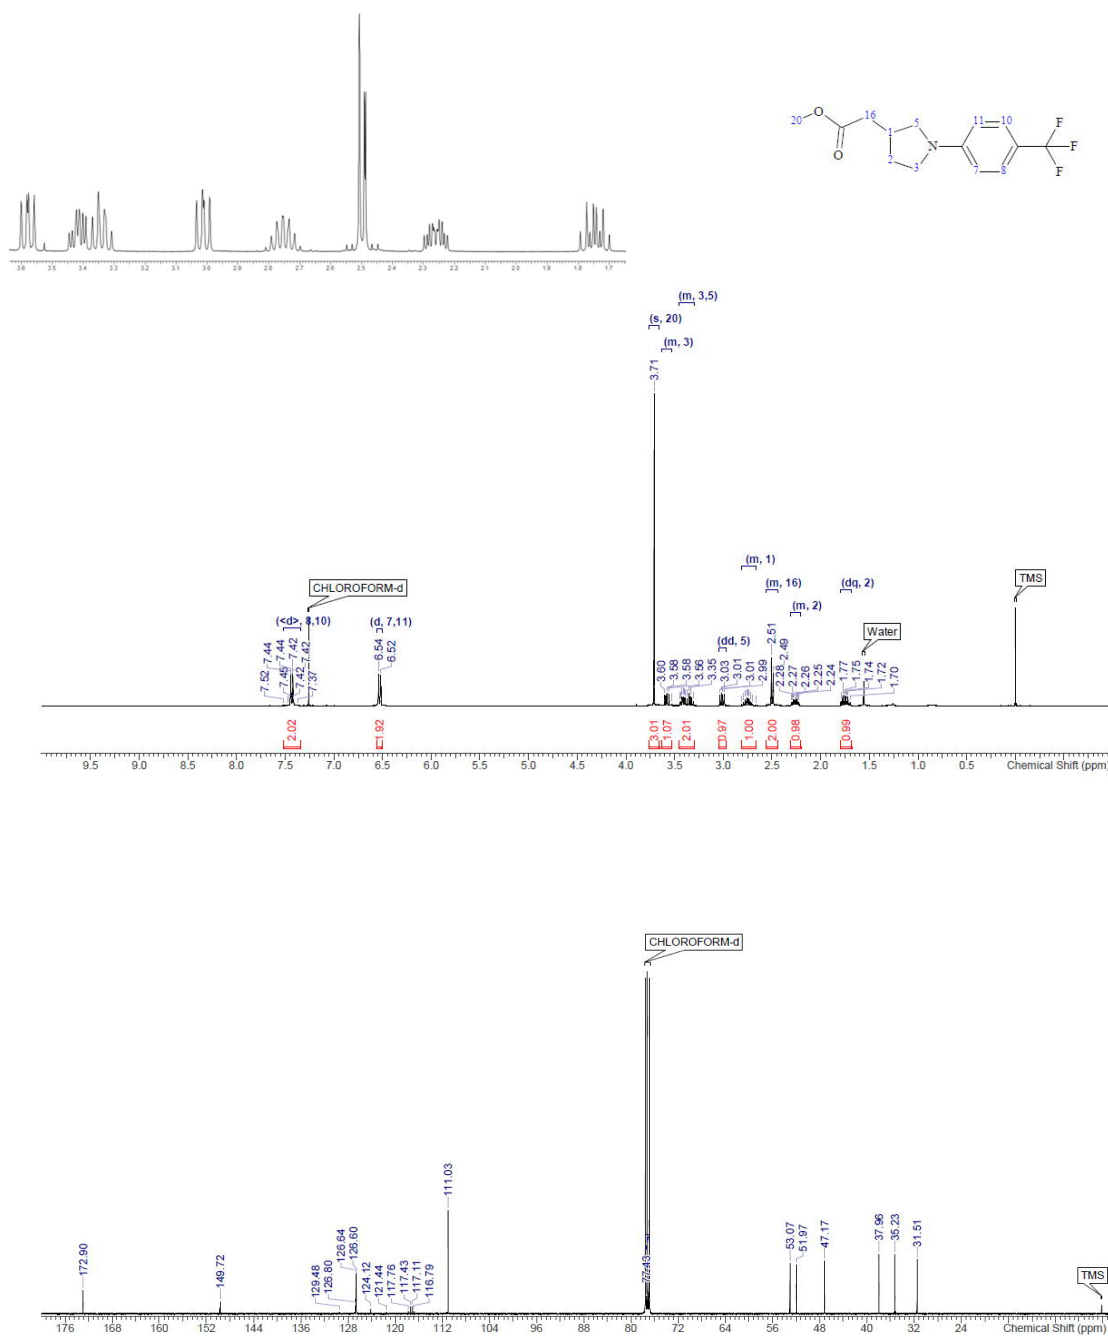 20
O
O
16
1
5
2
3
N
11
10
7
8
F
F
F
3.6 3.5 3.4 3.3 3.2 3.1 3.0 2.9 2.8 2.7 2.6 2.5 2.4 2.3 2.2 2.1 2.0 1.9 1.8 1.7
(m, 3,5)
(s, 20)
(m, 3)
3.71
(m, 1)
CHLOROFORM-d
(m, 16)
(dq, 2)
TMS
(<d>, 8,10)
(d, 7,11)
(m, 2)
Water
(dd, 5)
7.52 7.44 7.45 7.44 7.42 7.42 7.42 7.37
6.54 6.52
3.60 3.58 3.58 3.56 3.35 3.03 3.01 3.01 2.99 2.51 2.49 2.28 2.27 2.26 2.25 2.24 1.77 1.75 1.74 1.72 1.70
2.02 1.92 3.01 1.07 2.01 0.97 1.00 2.00 0.98 0.99
9.5 9.0 8.5 8.0 7.5 7.0 6.5 6.0 5.5 5.0 4.5 4.0 3.5 3.0 2.5 2.0 1.5 1.0 0.5 Chemical Shift (ppm)
CHLOROFORM-d
172.90
149.72
129.48 126.80 126.64 126.60 124.12 121.44 117.76 117.43 117.11 116.79
111.03
77.43
53.07 51.97 47.17 37.96 35.23 31.51
TMS
176 168 160 152 144 136 128 120 112 104 96 88 80 72 64 56 48 40 32 24 Chemical Shift (ppm)